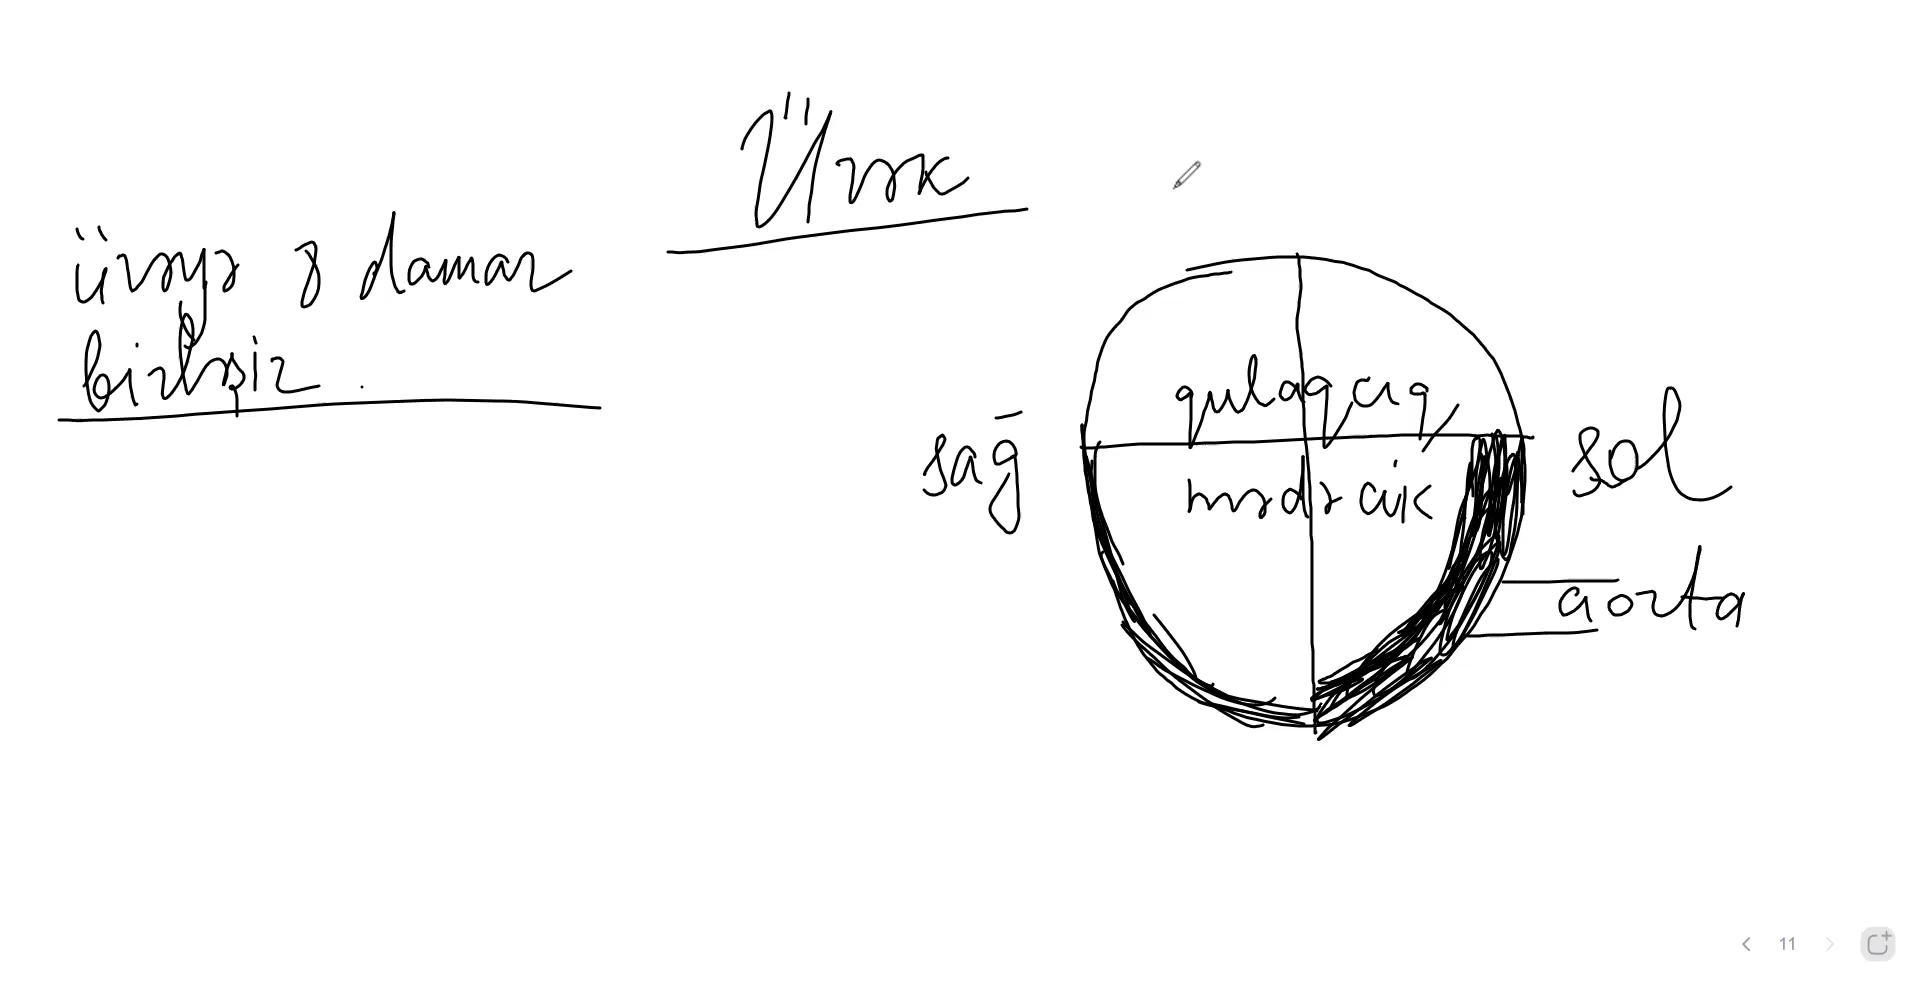 Ürək
ürəyə 8 damar
birləşir.
qulaqcıq
sağ
sol
mədəcik
aorta
11